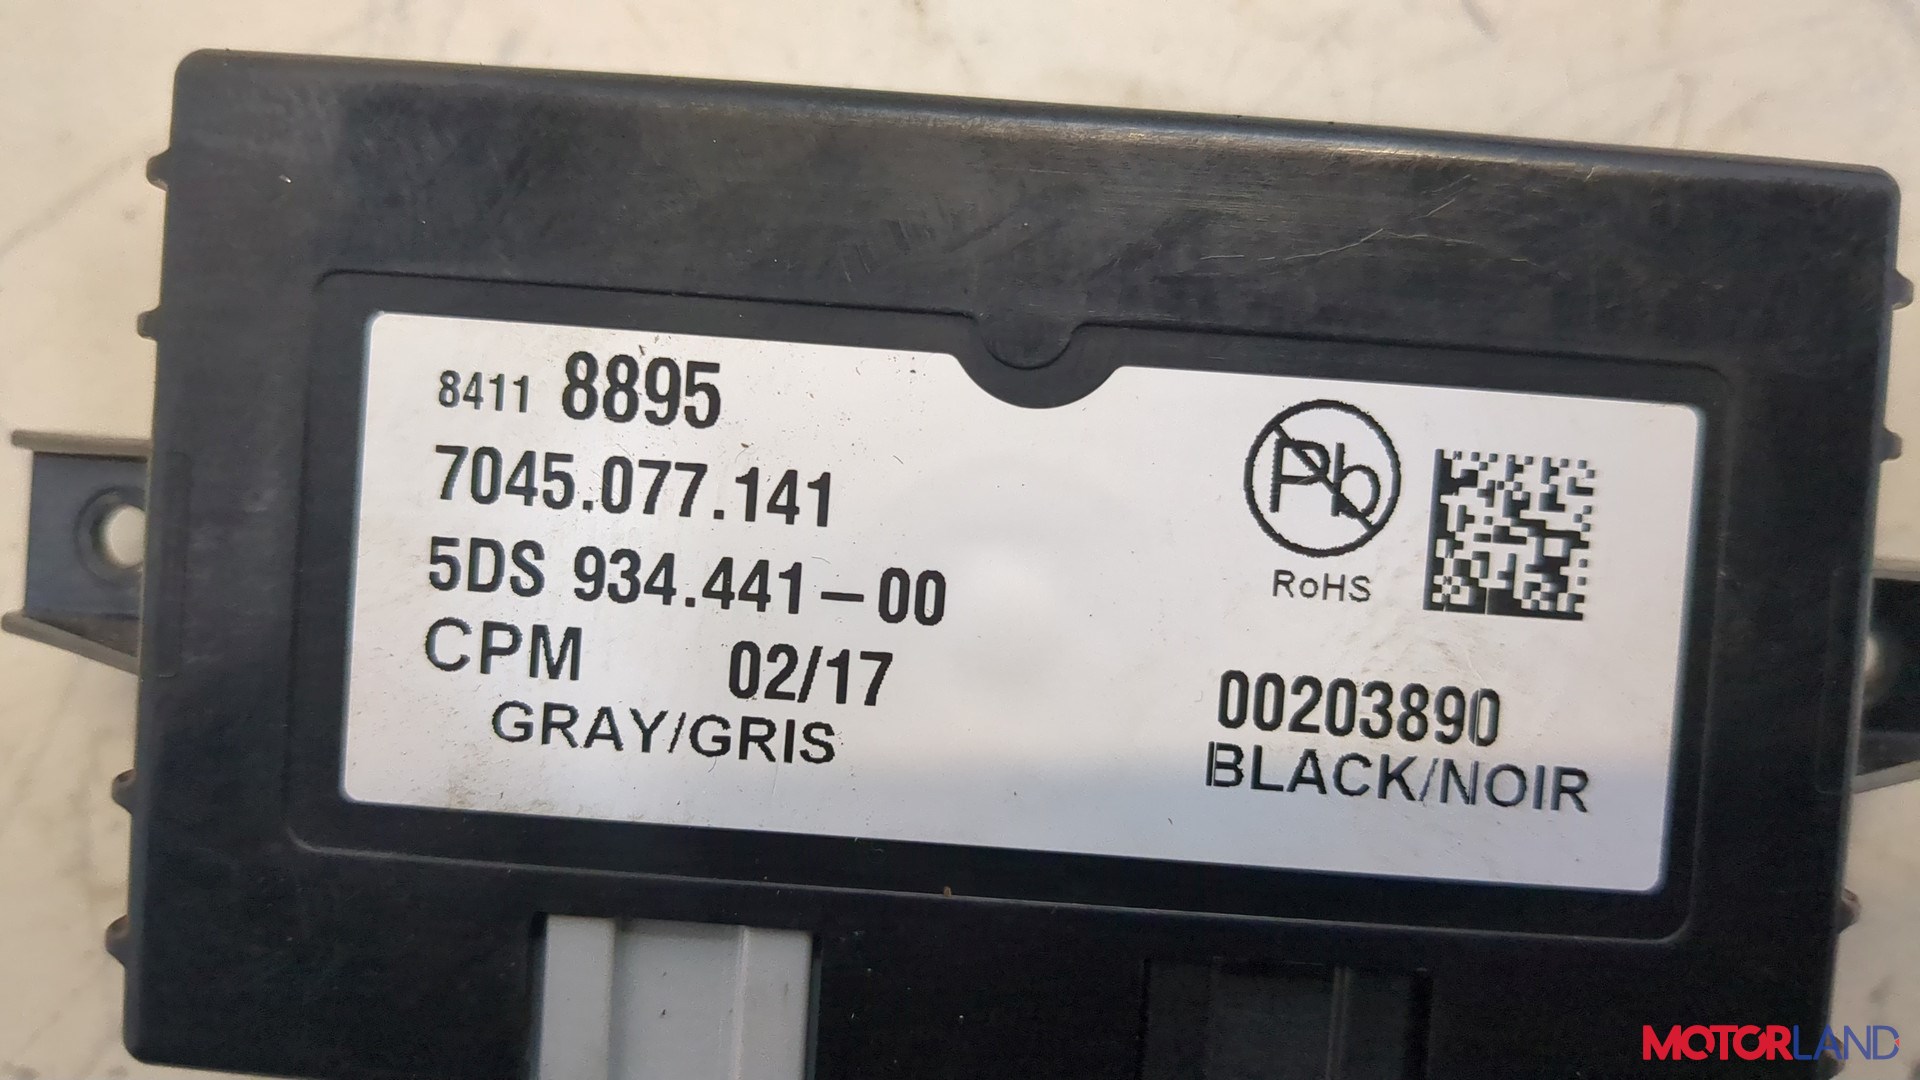 8411 8895
7045.077.141
5DS 934.441-00
CPM 02/17
GRAY/GRIS
Pb
RoHS
00203890
BLACK/NOIR
MOTORLAND